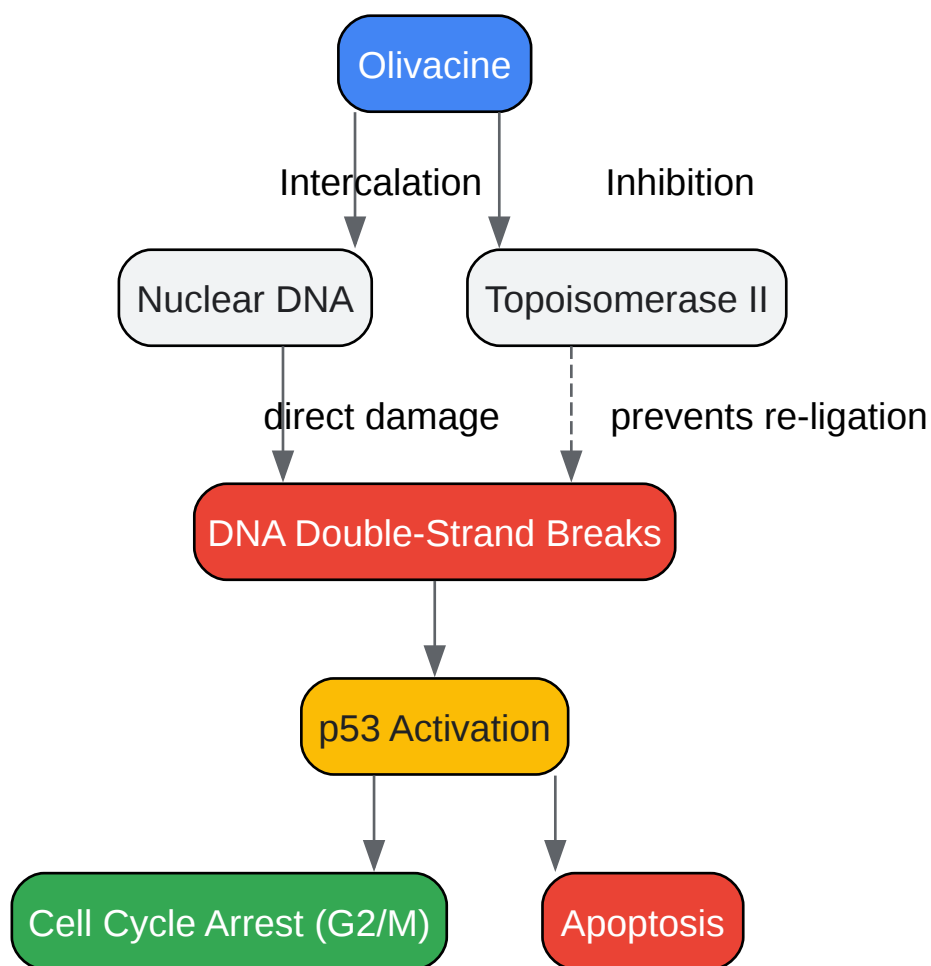 Olivacine
Intercalation
Inhibition
Nuclear DNA
Topoisomerase II
direct damage
prevents re-ligation
DNA Double-Strand Breaks
p53 Activation
Cell Cycle Arrest (G2/M)
Apoptosis